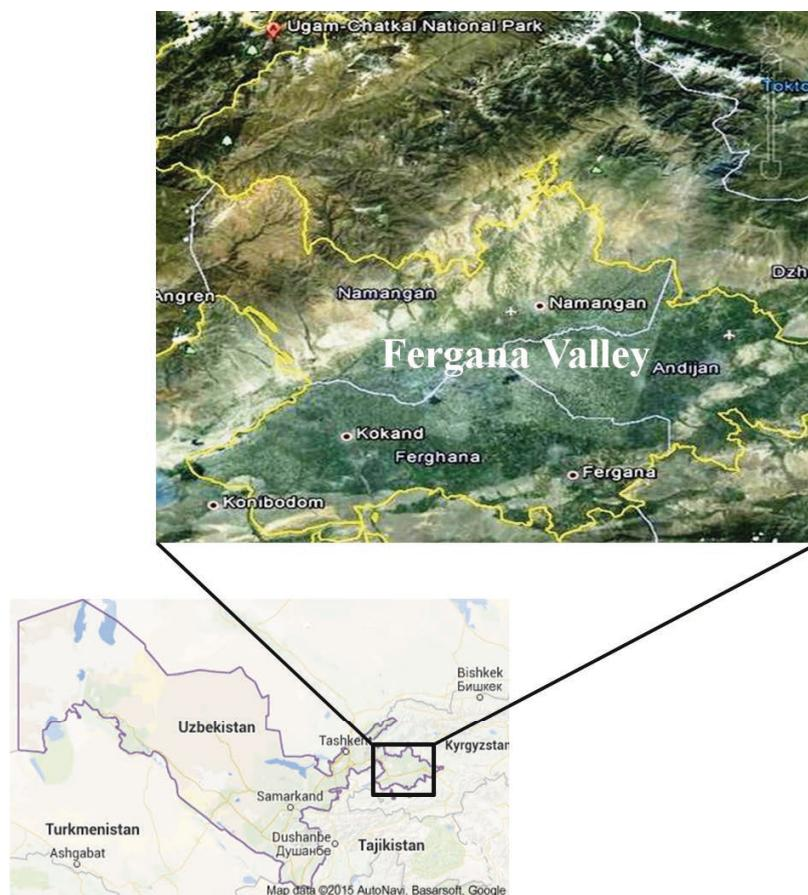 Ugam-Chatkal National Park
Tokto
Angren
Namangan
Namangan
Dzh
Fergana Valley
Andijan
Kokand
Ferghana
Fergana
Konibodom
Bishkek
Бишкек
Uzbekistan
Tashkent
Kyrgyzstan
Samarkand
Turkmenistan
Dushanbe
Душанбе
Tajikistan
Ashgabat
Map data ©2015 AutoNavi, Basarsoft, Google